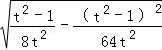 √((t² − 1)/(8t²) − ((t² − 1)²)/(64t²))